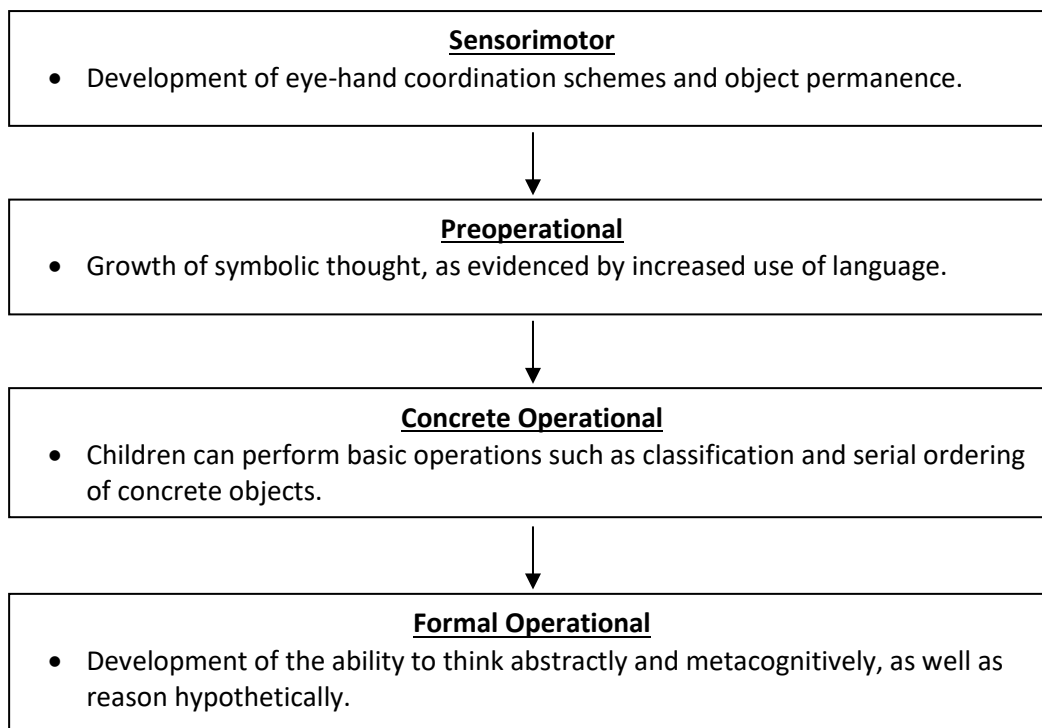 Sensorimotor
• Development of eye-hand coordination schemes and object permanence.
Preoperational
• Growth of symbolic thought, as evidenced by increased use of language.
Concrete Operational
• Children can perform basic operations such as classification and serial ordering
of concrete objects.
Formal Operational
• Development of the ability to think abstractly and metacognitively, as well as
reason hypothetically.